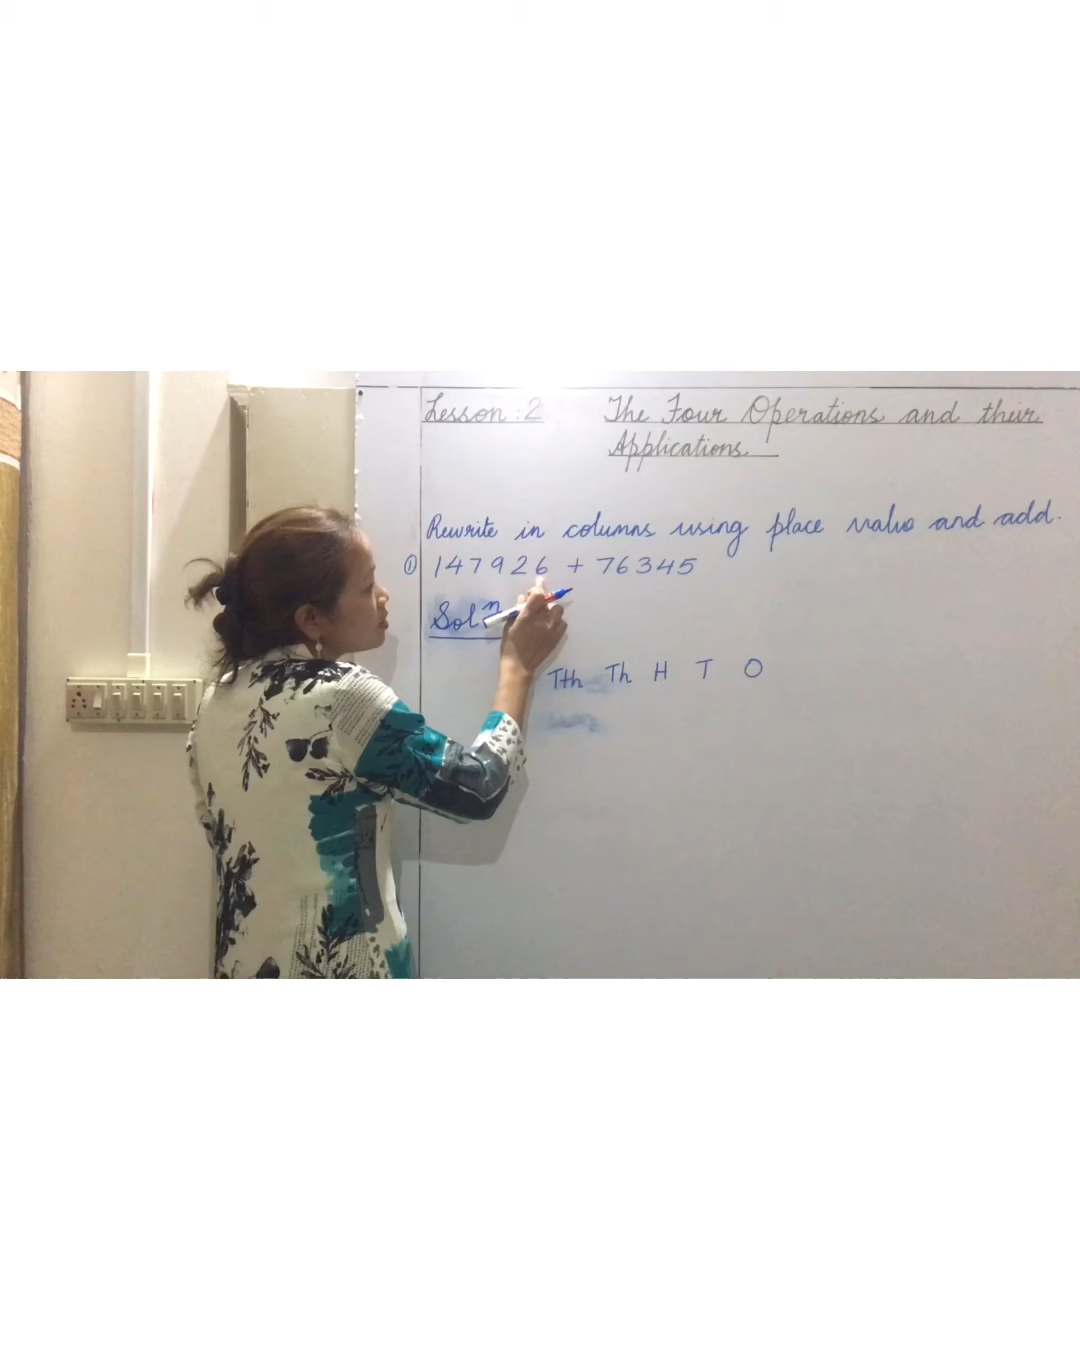 Lesson : 2 The Four Operations and their
Applications
Rewrite in columns using place value and add.
① 147926 + 76345
Solⁿ
Tth Th H T O